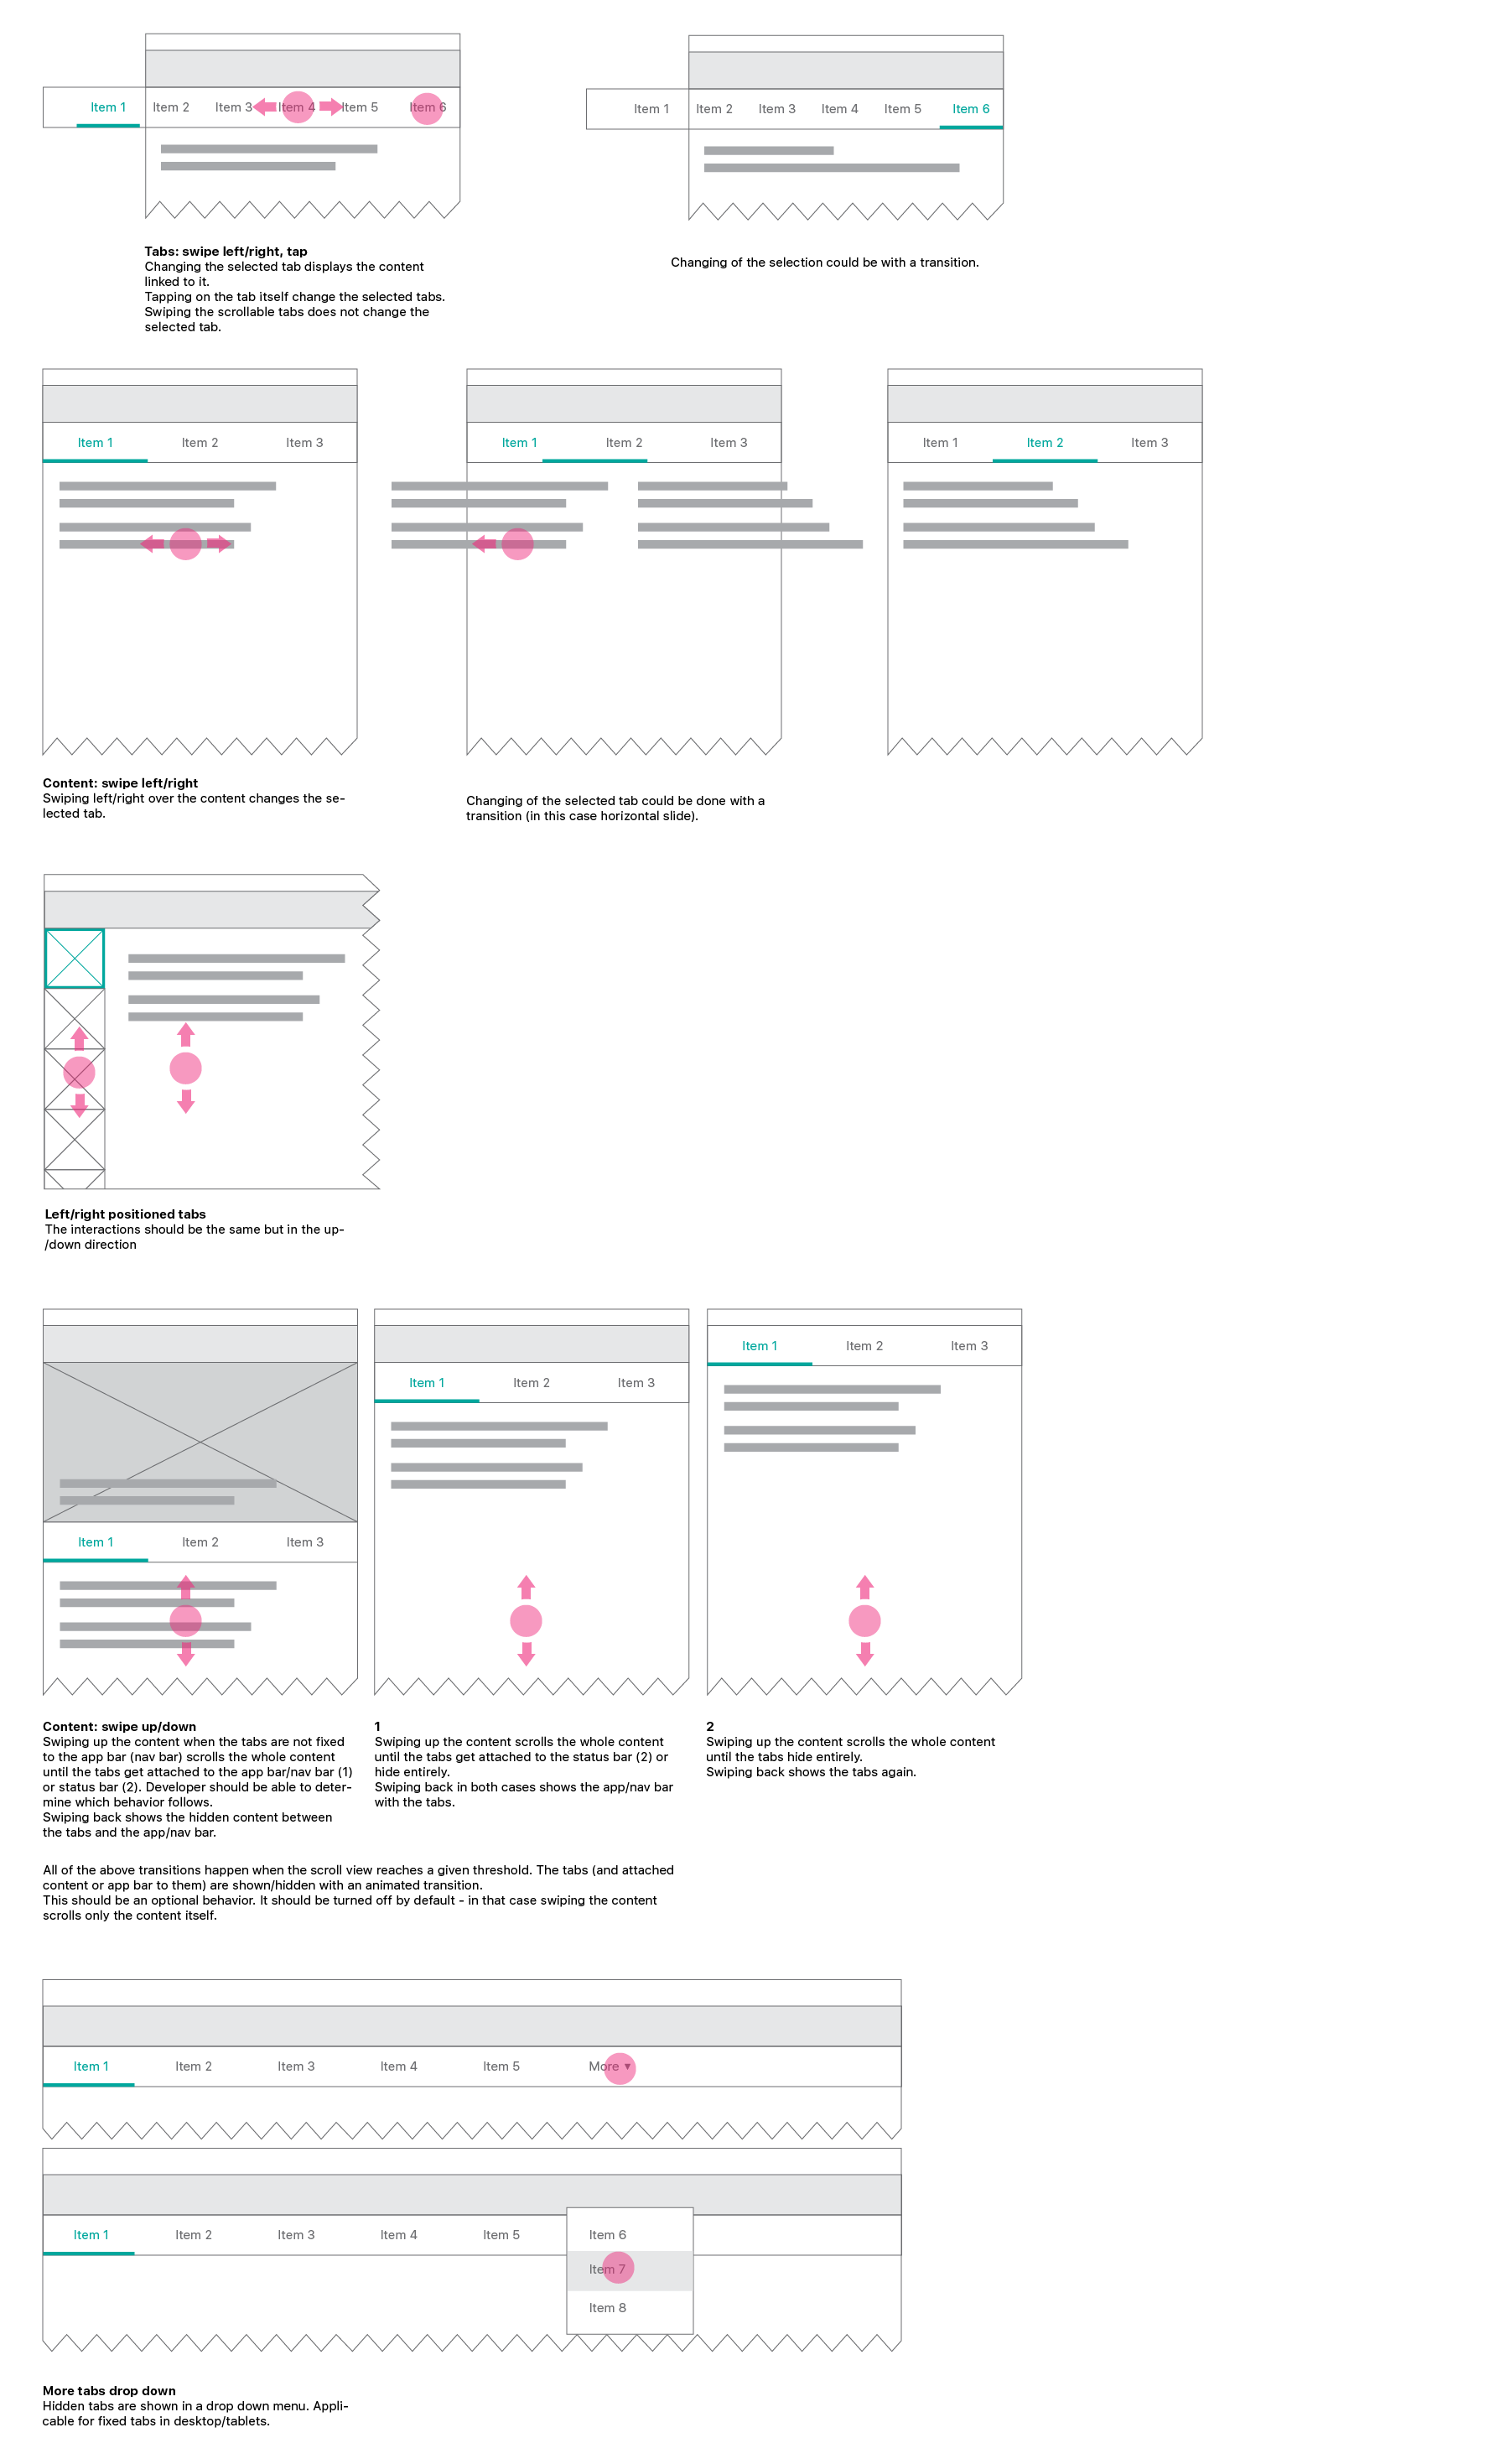 Item 1 Item 2 Item 3 Item 4 Item 5 Item 6
Item 1 Item 2 Item 3 Item 4 Item 5 Item 6
Tabs: swipe left/right, tap
Changing the selected tab displays the content
linked to it.
Tapping on the tab itself change the selected tabs.
Swiping the scrollable tabs does not change the
selected tab.
Changing of the selection could be with a transition.
Item 1 Item 2 Item 3
Item 1 Item 2 Item 3
Item 1 Item 2 Item 3
Content: swipe left/right
Swiping left/right over the content changes the se-
lected tab.
Changing of the selected tab could be done with a
transition (in this case horizontal slide).
Left/right positioned tabs
The interactions should be the same but in the up-
/down direction
Item 1 Item 2 Item 3
Item 1 Item 2 Item 3
Item 1 Item 2 Item 3
Content: swipe up/down
Swiping up the content when the tabs are not fixed
to the app bar (nav bar) scrolls the whole content
until the tabs get attached to the app bar/nav bar (1)
or status bar (2). Developer should be able to deter-
mine which behavior follows.
Swiping back shows the hidden content between
the tabs and the app/nav bar.
1
Swiping up the content scrolls the whole content
until the tabs get attached to the status bar (2) or
hide entirely.
Swiping back in both cases shows the app/nav bar
with the tabs.
2
Swiping up the content scrolls the whole content
until the tabs hide entirely.
Swiping back shows the tabs again.
All of the above transitions happen when the scroll view reaches a given threshold. The tabs (and attached
content or app bar to them) are shown/hidden with an animated transition.
This should be an optional behavior. It should be turned off by default - in that case swiping the content
scrolls only the content itself.
Item 1 Item 2 Item 3 Item 4 Item 5 More ▾
Item 1 Item 2 Item 3 Item 4 Item 5 Item 6
Item 7
Item 8
More tabs drop down
Hidden tabs are shown in a drop down menu. Appli-
cable for fixed tabs in desktop/tablets.